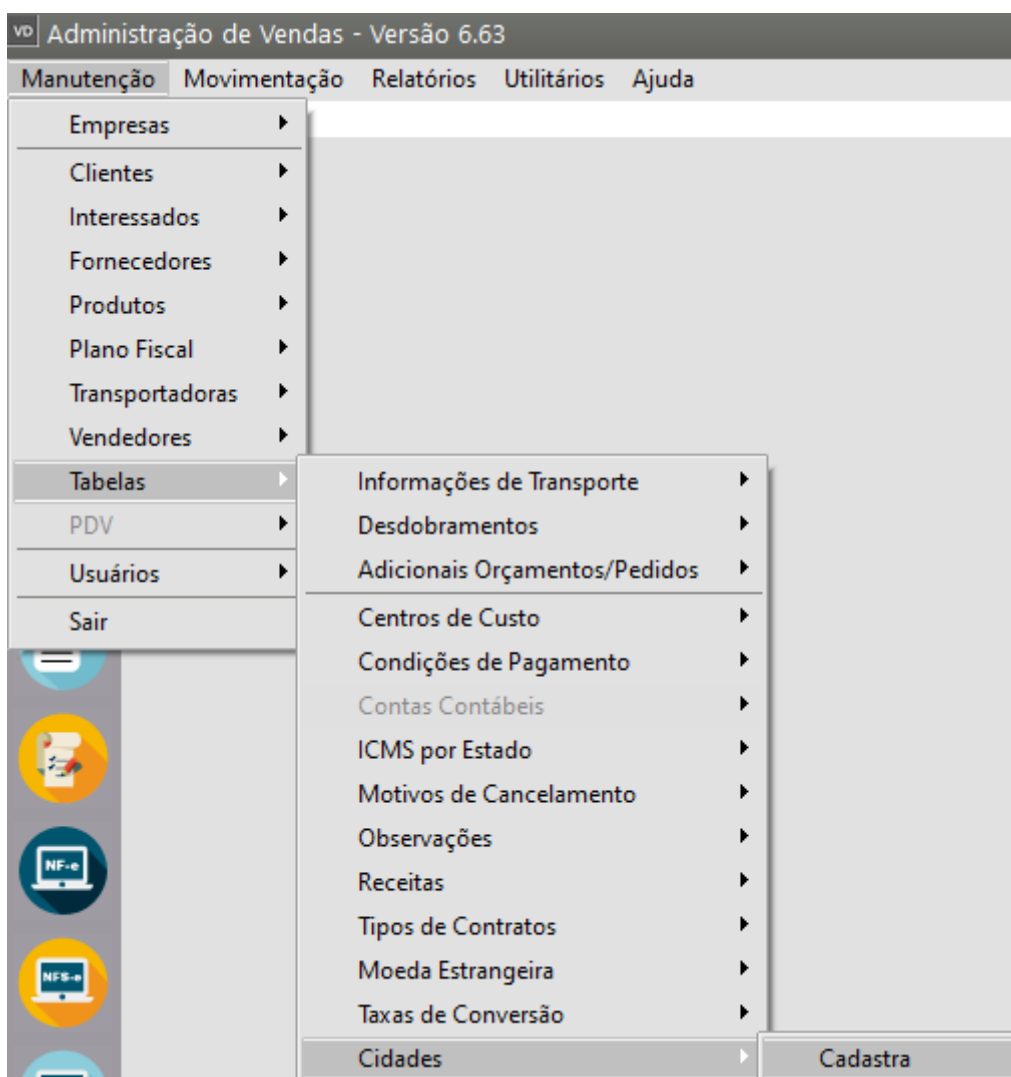 VD Administração de Vendas - Versão 6.63
Manutenção Movimentação Relatórios Utilitários Ajuda
Empresas
Clientes
Interessados
Fornecedores
Produtos
Plano Fiscal
Transportadoras
Vendedores
Tabelas
PDV
Usuários
Sair
Informações de Transporte
Desdobramentos
Adicionais Orçamentos/Pedidos
Centros de Custo
Condições de Pagamento
Contas Contábeis
ICMS por Estado
Motivos de Cancelamento
Observações
Receitas
Tipos de Contratos
Moeda Estrangeira
Taxas de Conversão
Cidades
Cadastra
NF-e
NFS-e